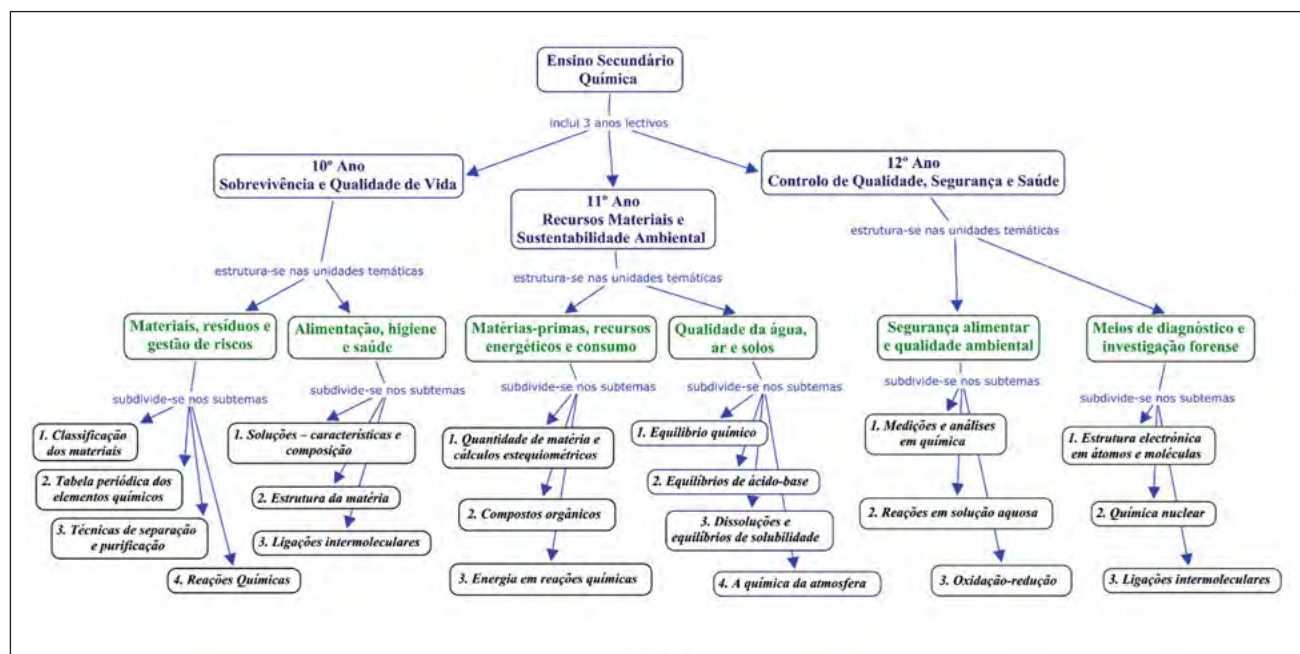 Ensino Secundário
Química
inclui 3 anos lectivos
10º Ano
Sobrevivência e Qualidade de Vida
11º Ano
Recursos Materiais e
Sustentabilidade Ambiental
12º Ano
Controlo de Qualidade, Segurança e Saúde
estrutura-se nas unidades temáticas
estrutura-se nas unidades temáticas
estrutura-se nas unidades temáticas
Materiais, resíduos e
gestão de riscos
Alimentação, higiene
e saúde
Matérias-primas, recursos
energéticos e consumo
Qualidade da água,
ar e solos
Segurança alimentar
e qualidade ambiental
Meios de diagnóstico e
investigação forense
subdivide-se nos subtemas
subdivide-se nos subtemas
subdivide-se nos subtemas
subdivide-se nos subtemas
subdivide-se nos subtemas
subdivide-se nos subtemas
1. Classificação
dos materiais
2. Tabela periódica dos
elementos químicos
3. Técnicas de separação
e purificação
4. Reações Químicas
1. Soluções – características e
composição
2. Estrutura da matéria
3. Ligações intermoleculares
1. Quantidade de matéria e
cálculos estequiométricos
2. Compostos orgânicos
3. Energia em reações químicas
1. Equilibrio químico
2. Equilíbrios de ácido-base
3. Dissoluções e
equilíbrios de solubilidade
4. A química da atmosfera
1. Medições e análises
em química
2. Reações em solução aquosa
3. Oxidação-redução
1. Estrutura electrónica
em átomos e moléculas
2. Química nuclear
3. Ligações intermoleculares